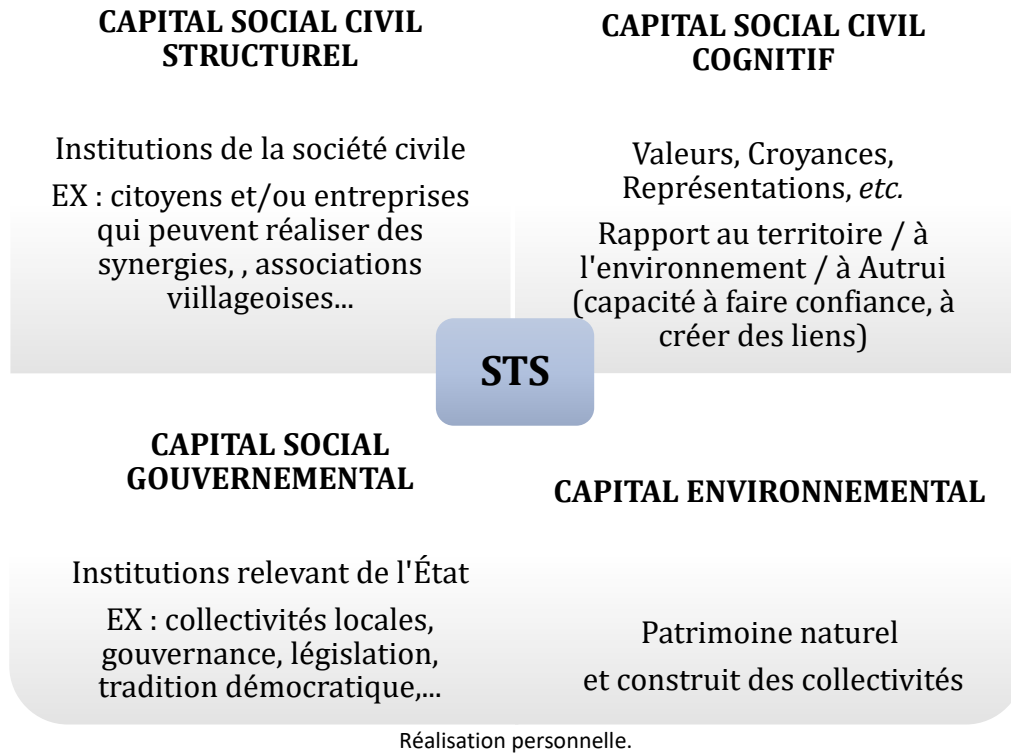 CAPITAL SOCIAL CIVIL
STRUCTUREL
Institutions de la société civile
EX : citoyens et/ou entreprises
qui peuvent réaliser des
synergies, , associations
viillageoises...
CAPITAL SOCIAL CIVIL
COGNITIF
Valeurs, Croyances,
Représentations, etc.
Rapport au territoire / à
l'environnement / à Autrui
(capacité à faire confiance, à
créer des liens)
STS
CAPITAL SOCIAL
GOUVERNEMENTAL
Institutions relevant de l'État
EX : collectivités locales,
gouvernance, législation,
tradition démocratique,...
CAPITAL ENVIRONNEMENTAL
Patrimoine naturel
et construit des collectivités
Réalisation personnelle.